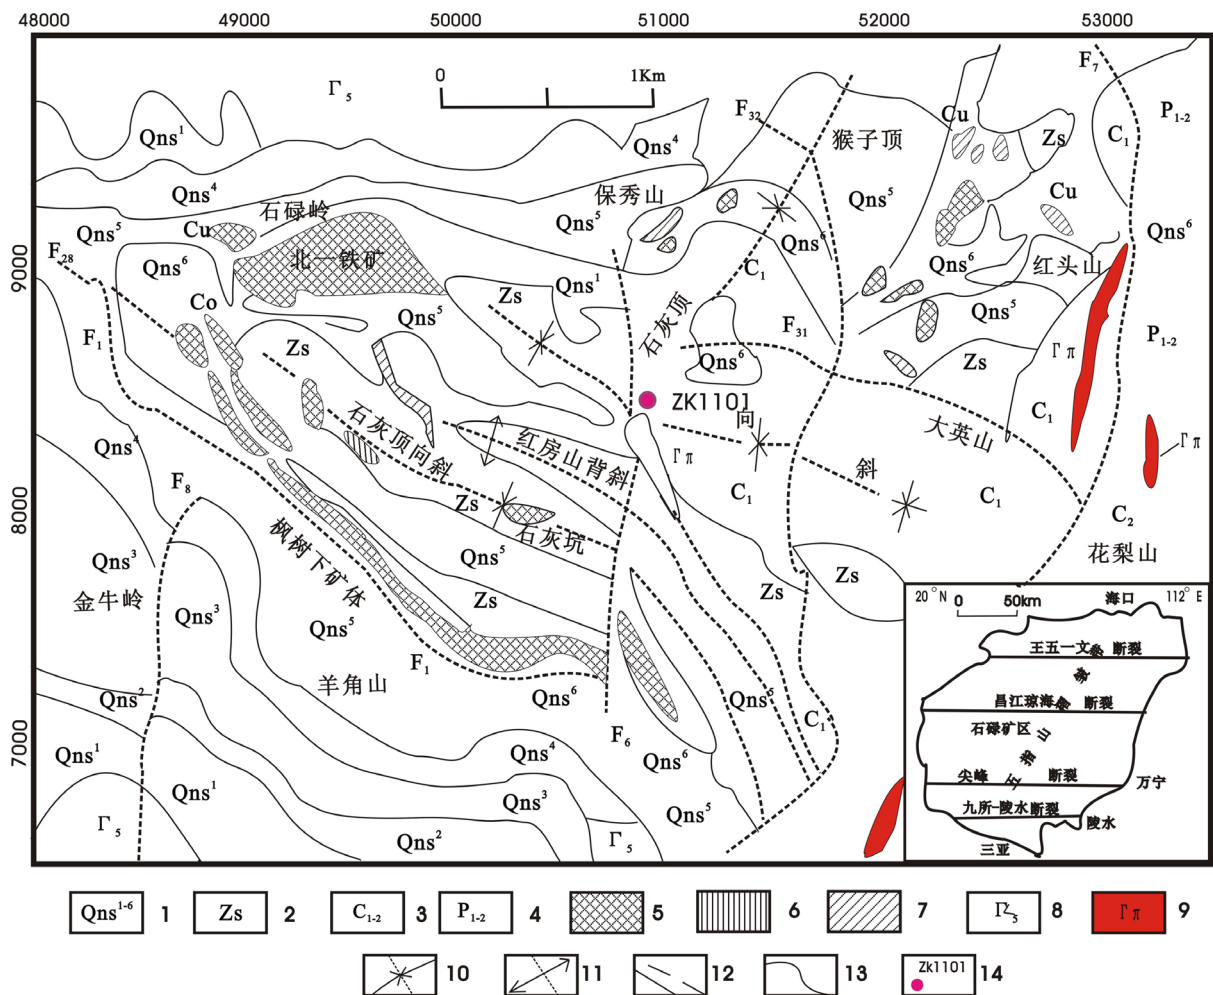 48000 49000 50000 51000 52000 53000
9000
8000
7000
0 1Km
Γ₅
Qns¹
Qns⁴
Qns⁴
F₃₂
猴子顶
Cu
Zs
F₇
C₁
P₁₋₂
Qns⁵
石碌岭
保秀山
Qns⁵
Qns⁵
Cu
Qns⁶
Cu
Qns⁶
F₂₈
Qns⁶
北一铁矿
Qns¹
C₁
Qns⁶
红头山
Co
Zs
Qns⁵
F₁
Zs
石灰顶
F₃₁
Qns⁵
Zs
Γπ
P₁₋₂
Qns⁶
ZK1101
向
斜
大英山
C₁
Γπ
石灰顶向斜
红房山背斜
Γπ
C₁
C₁
C₂
花梨山
Qns⁴
F₈
Zs
石灰坑
Qns⁵
Zs
Zs
Zs
Qns³
金牛岭
Qns³
枫树下矿体
Qns⁵
F₁
羊角山
Qns⁶
Qns⁵
C₁
F₆
Qns⁶
Qns²
Qns¹
Qns⁴
Qns¹
Qns³
Qns⁵
Γ₅
Qns²
Γ₅
20°N 0 50km 海口 112°E
王五一文教断裂
昌江琼海断裂
石碌矿区
五指山
尖峰断裂
万宁
九所-陵水断裂
陵水
三亚
Qns¹⁻⁶ 1 Zs 2 C₁₋₂ 3 P₁₋₂ 4 5 6 7 8 Γπ 9
10 11 12 13 Zk1101 14